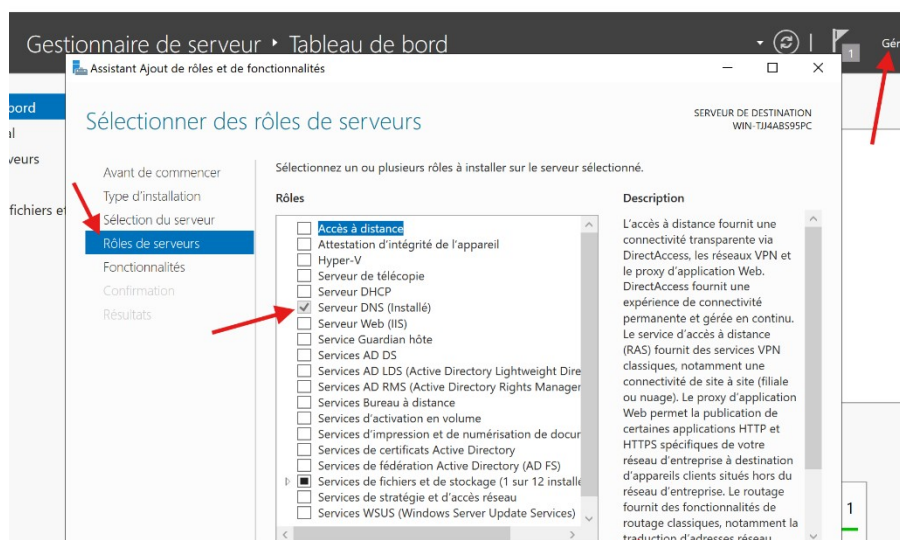 Gestionnaire de serveur ‣ Tableau de bord
1
Gér
Assistant Ajout de rôles et de fonctionnalités
bord
al
veurs
fichiers et
Sélectionner des rôles de serveurs
SERVEUR DE DESTINATION
WIN-TJJ4ABS95PC
Avant de commencer
Type d'installation
Sélection du serveur
Rôles de serveurs
Fonctionnalités
Confirmation
Résultats
Sélectionnez un ou plusieurs rôles à installer sur le serveur sélectionné.
Rôles
Accès à distance
Attestation d'intégrité de l'appareil
Hyper-V
Serveur de télécopie
Serveur DHCP
Serveur DNS (Installé)
Serveur Web (IIS)
Service Guardian hôte
Services AD DS
Services AD LDS (Active Directory Lightweight Dire
Services AD RMS (Active Directory Rights Manager
Services Bureau à distance
Services d'activation en volume
Services d'impression et de numérisation de docur
Services de certificats Active Directory
Services de fédération Active Directory (AD FS)
Services de fichiers et de stockage (1 sur 12 installé
Services de stratégie et d'accès réseau
Services WSUS (Windows Server Update Services)
Description
L'accès à distance fournit une
connectivité transparente via
DirectAccess, les réseaux VPN et
le proxy d'application Web.
DirectAccess fournit une
expérience de connectivité
permanente et gérée en continu.
Le service d'accès à distance
(RAS) fournit des services VPN
classiques, notamment une
connectivité de site à site (filiale
ou nuage). Le proxy d'application
Web permet la publication de
certaines applications HTTP et
HTTPS spécifiques de votre
réseau d'entreprise à destination
d'appareils clients situés hors du
réseau d'entreprise. Le routage
fournit des fonctionnalités de
routage classiques, notamment la
traduction d'adresses réseau
1